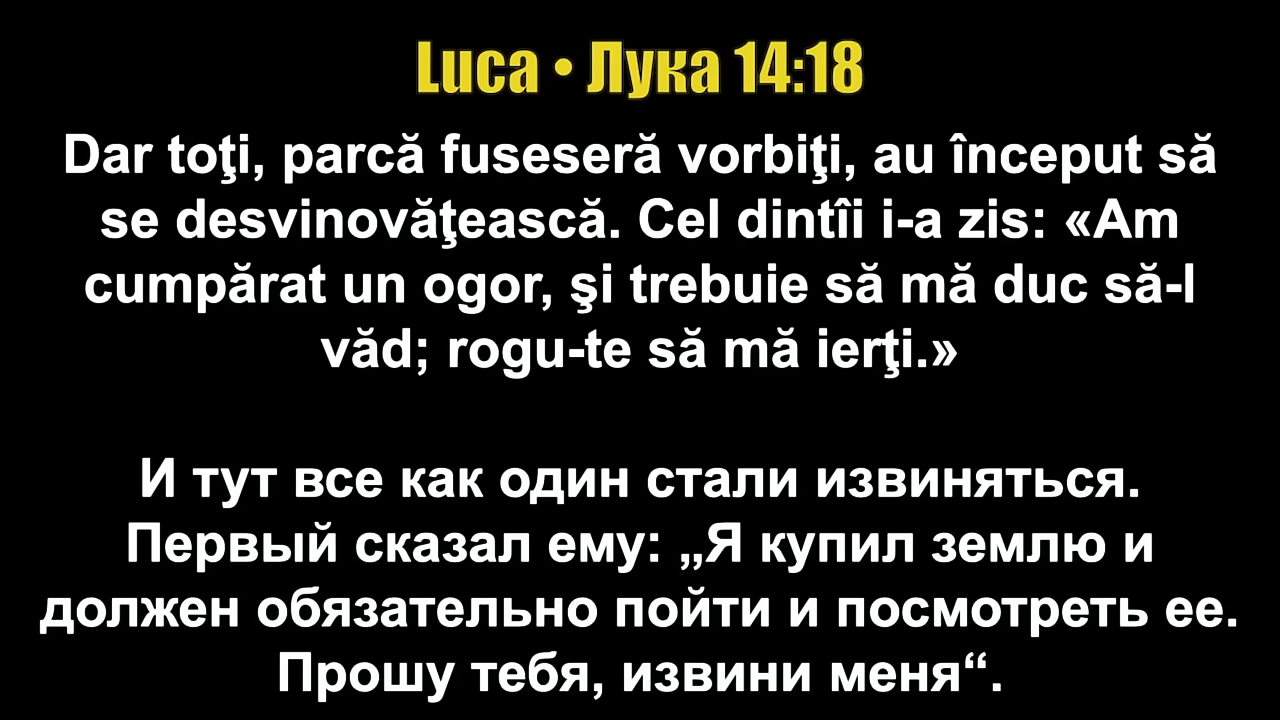 Luca • Лука 14:18
Dar toţi, parcă fuseseră vorbiţi, au început să
se desvinovăţească. Cel dintîi i-a zis: «Am
cumpărat un ogor, şi trebuie să mă duc să-l
văd; rogu-te să mă ierţi.»
И тут все как один стали извиняться.
Первый сказал ему: „Я купил землю и
должен обязательно пойти и посмотреть ее.
Прошу тебя, извини меня“.